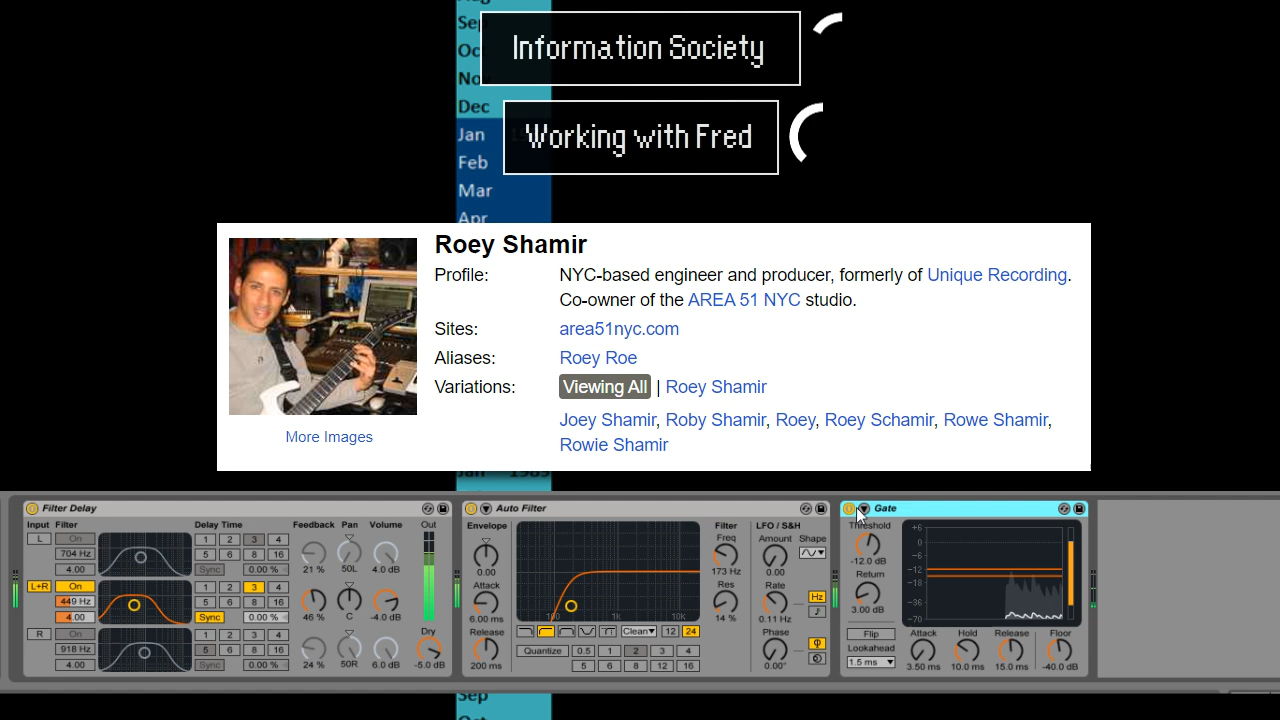 Aug
Sep
Information Society
Oct
Nov
Dec
Working with Fred
Jan
Feb
Mar
Apr
Roey Shamir
Profile: NYC-based engineer and producer, formerly of Unique Recording.
Co-owner of the AREA 51 NYC studio.
Sites: area51nyc.com
Aliases: Roey Roe
Variations: Viewing All | Roey Shamir
Joey Shamir, Roby Shamir, Roey, Roey Schamir, Rowe Shamir,
Rowie Shamir
More Images
Jan 1989
Filter Delay
Input Filter Delay Time Feedback Pan Volume Out
L On 1 2 3 4
704 Hz 5 6 8 16
4.00 Sync 0.00 % 21 % 50L 4.0 dB
L+R On 1 2 3 4
449 Hz 5 6 8 16
4.00 Sync 0.00 % 46 % C -4.0 dB
R On 1 2 3 4 Dry
918 Hz 5 6 8 16
4.00 Sync 0.00 % 24 % 50R 6.0 dB -5.0 dB
Auto Filter
Envelope Filter LFO / S&H
Freq Amount Shape
0.00 173 Hz 0.00
Attack Res Rate
6.00 ms 14 % 0.11 Hz Hz
100 1k 10K
Release Clean 12 24 Phase
200 ms Quantize 0.5 1 2 3 4 0.00°
5 6 8 12 16
Gate
Threshold
-12.0 dB
Return
3.00 dB
+6
0
-6
-12
-18
-36
-70
Flip Attack Hold Release Floor
Lookahead
1.5 ms 3.50 ms 10.0 ms 15.0 ms -40.0 dB
Sep
Oct